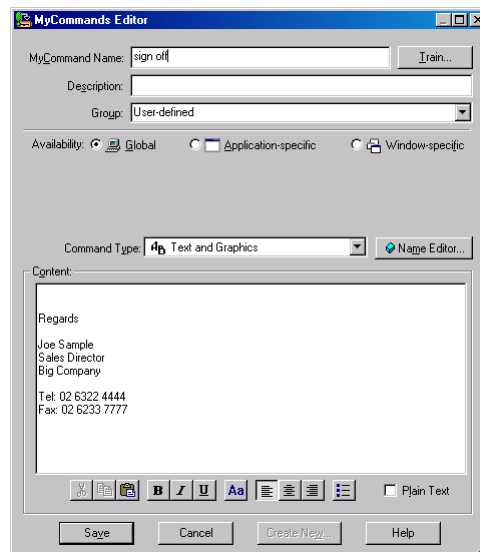 MyCommands Editor
MyCommand Name: sign off Train...
Description:
Group: User-defined
Availability: Global Application-specific Window-specific
Command Type: Text and Graphics Name Editor...
Content:
Regards
Joe Sample
Sales Director
Big Company
Tel: 02 6322 4444
Fax: 02 6233 7777
B I U Aa Plain Text
Save Cancel Create New... Help